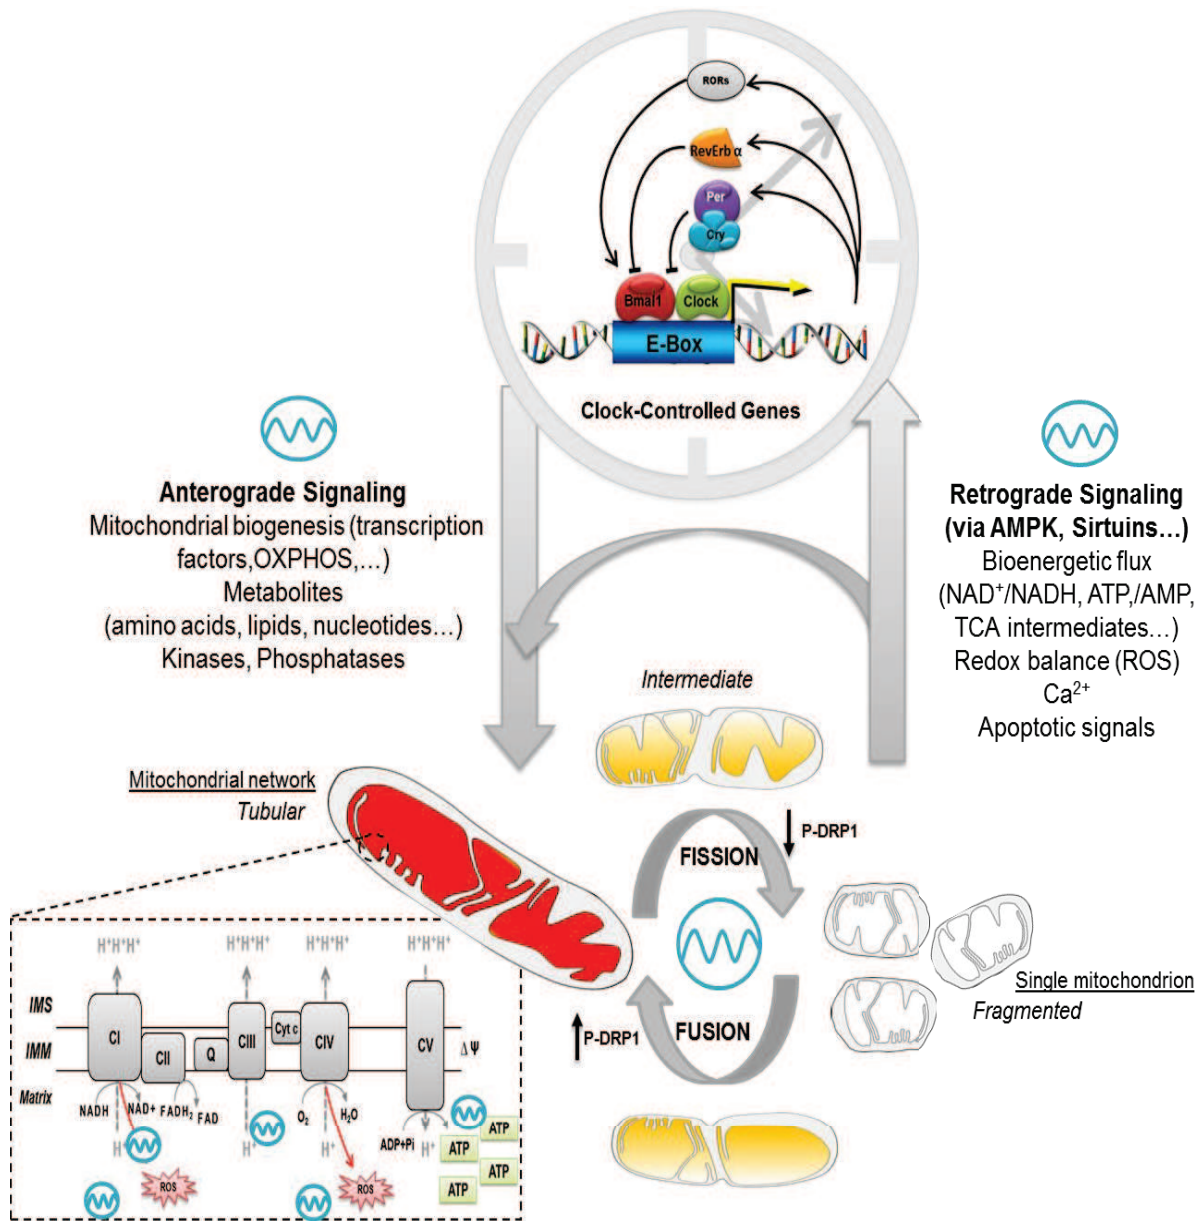 RORs
RevErb α
Per
Cry
Bmal1
Clock
E-Box
Clock-Controlled Genes
Anterograde Signaling
Mitochondrial biogenesis (transcription
factors,OXPHOS,…)
Metabolites
(amino acids, lipids, nucleotides…)
Kinases, Phosphatases
Retrograde Signaling
(via AMPK, Sirtuins…)
Bioenergetic flux
(NAD⁺/NADH, ATP,/AMP,
TCA intermediates…)
Redox balance (ROS)
Ca²⁺
Apoptotic signals
Intermediate
Mitochondrial network
Tubular
P-DRP1
FISSION
FUSION
P-DRP1
Single mitochondrion
Fragmented
H⁺H⁺H⁺
H⁺H⁺H⁺
H⁺H⁺H⁺
H⁺H⁺H⁺
IMS
IMM
Matrix
CI
CII
Q
CIII
Cyt c
CIV
CV
Δ Ψ
NADH
NAD+
FADH₂
FAD
O₂
H₂O
ADP+Pi
H⁺
H⁺
H⁺
H⁺
ATP
ATP
ATP
ATP
ROS
ROS